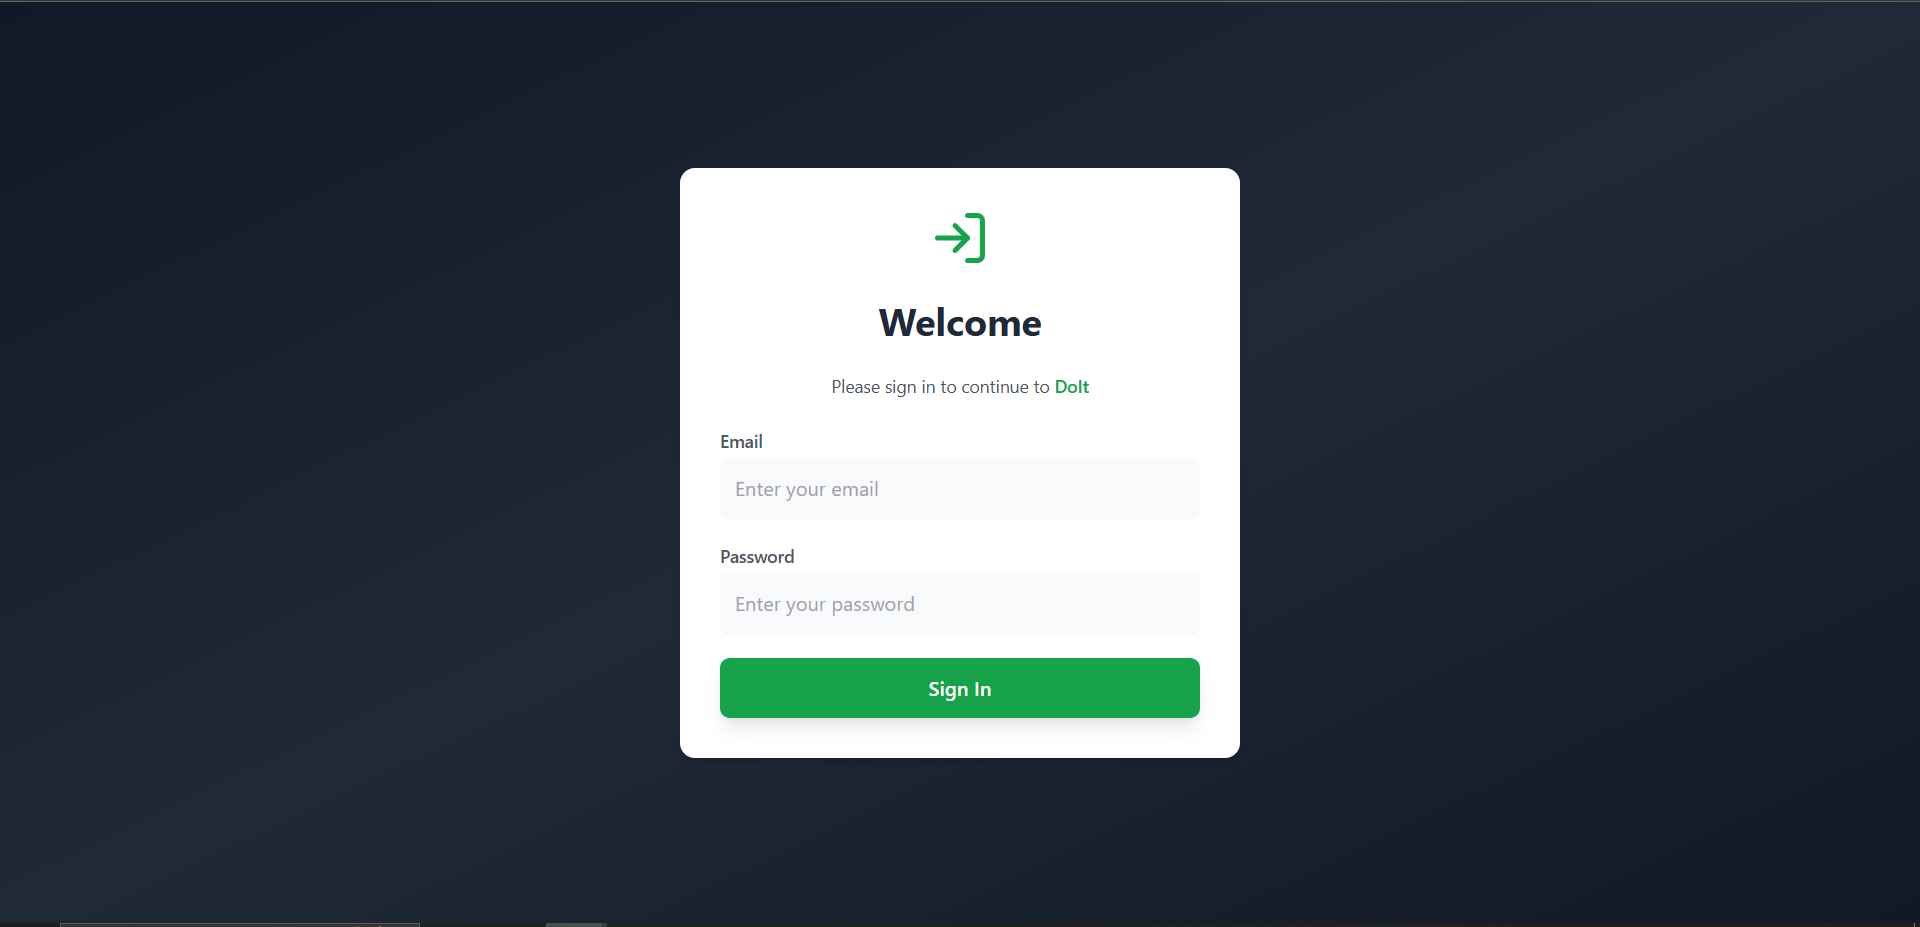 Welcome
Please sign in to continue to DoIt
Email
Enter your email
Password
Enter your password
Sign In